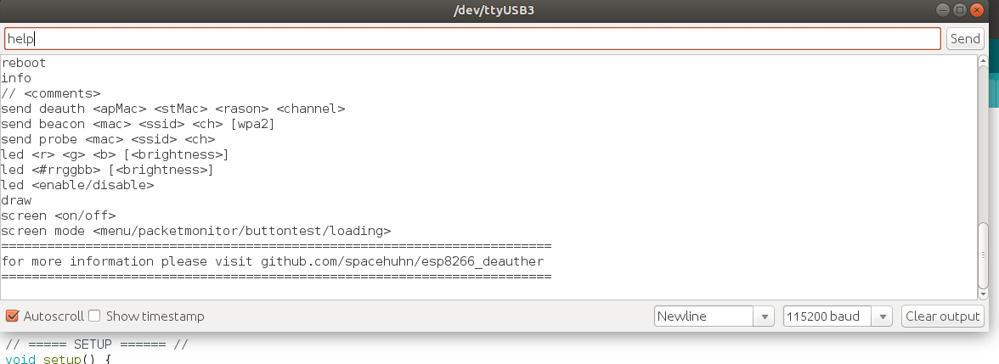 /dev/ttyUSB3
help
Send
reboot
info
// <comments>
send deauth <apMac> <stMac> <rason> <channel>
send beacon <mac> <ssid> <ch> [wpa2]
send probe <mac> <ssid> <ch>
led <r> <g> <b> [<brightness>]
led <#rrggbb> [<brightness>]
led <enable/disable>
draw
screen <on/off>
screen mode <menu/packetmonitor/buttontest/loading>
========================================================================
for more information please visit github.com/spacehuhn/esp8266_deauther
========================================================================
Autoscroll Show timestamp Newline 115200 baud Clear output
// ===== SETUP ====== //
void setup() {